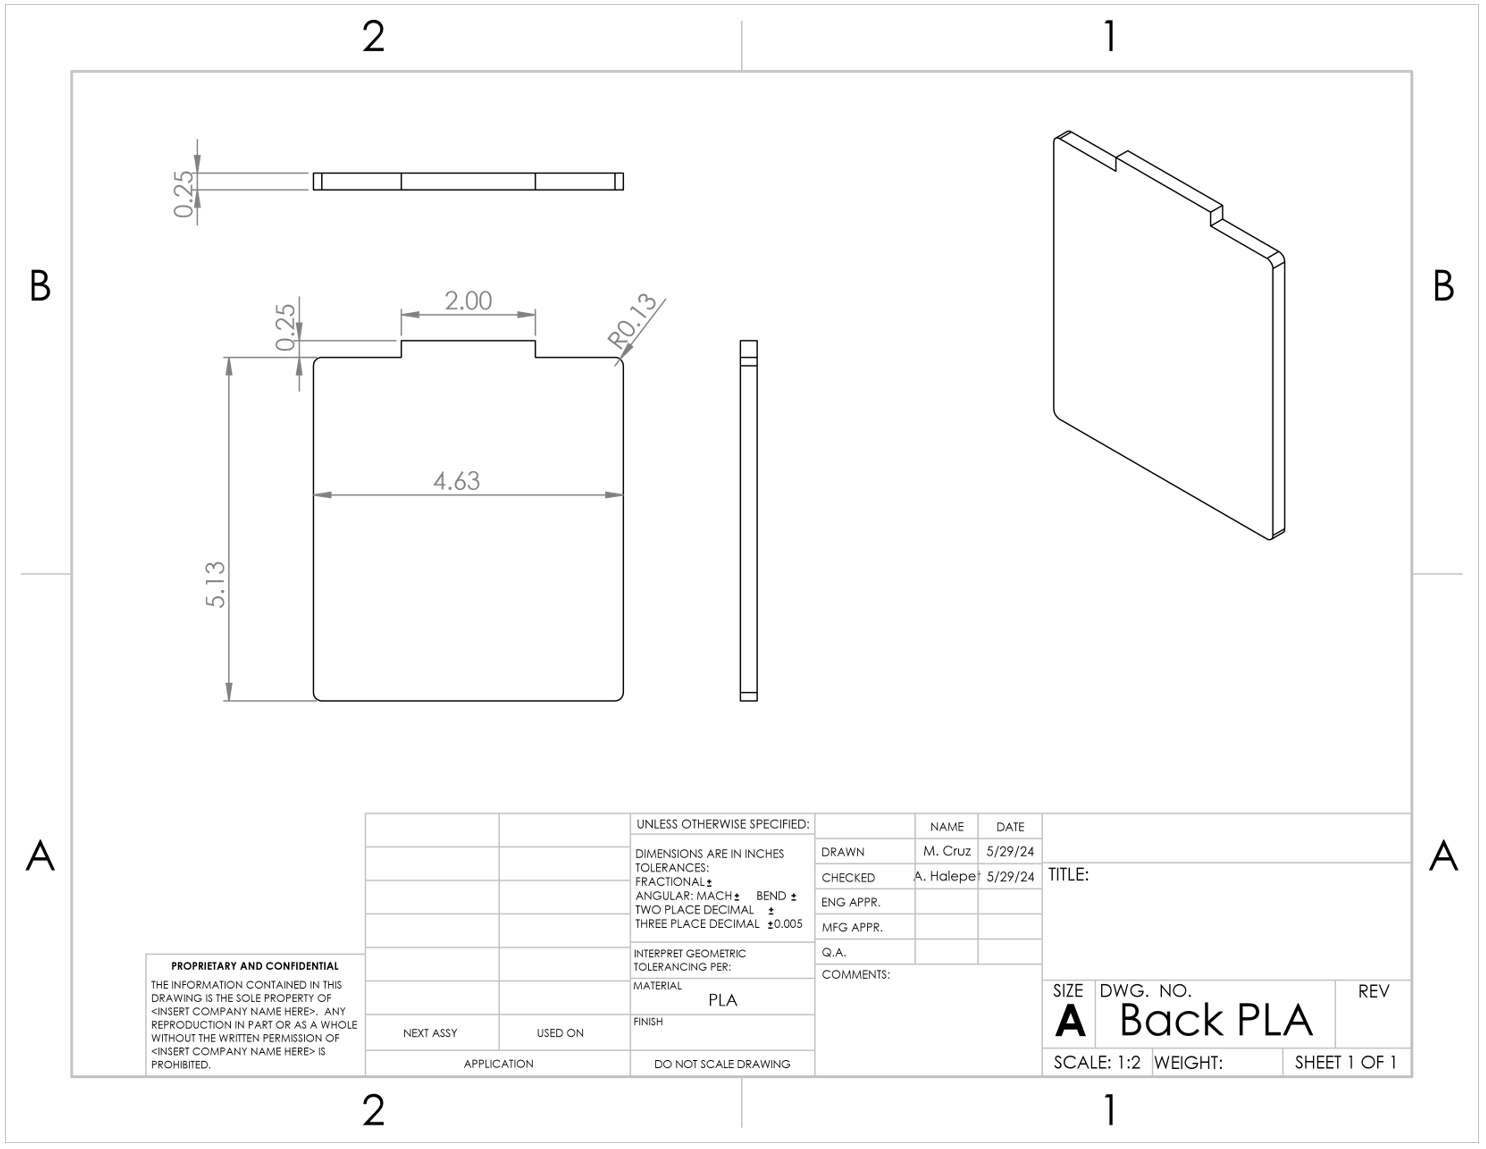 2
1
0.25
B
B
0.25
2.00
R0.13
4.63
5.13
A
A
UNLESS OTHERWISE SPECIFIED:
DIMENSIONS ARE IN INCHES
TOLERANCES:
FRACTIONAL ±
ANGULAR: MACH ± BEND ±
TWO PLACE DECIMAL ±
THREE PLACE DECIMAL ±0.005
INTERPRET GEOMETRIC
TOLERANCING PER:
MATERIAL
PLA
FINISH
DO NOT SCALE DRAWING
NAME DATE
DRAWN M. Cruz 5/29/24
CHECKED A. Halepe 5/29/24
ENG APPR.
MFG APPR.
Q.A.
COMMENTS:
TITLE:
SIZE DWG. NO. REV
A Back PLA
SCALE: 1:2 WEIGHT: SHEET 1 OF 1
PROPRIETARY AND CONFIDENTIAL
THE INFORMATION CONTAINED IN THIS
DRAWING IS THE SOLE PROPERTY OF
<INSERT COMPANY NAME HERE>. ANY
REPRODUCTION IN PART OR AS A WHOLE
WITHOUT THE WRITTEN PERMISSION OF
<INSERT COMPANY NAME HERE> IS
PROHIBITED.
NEXT ASSY USED ON
APPLICATION
2
1